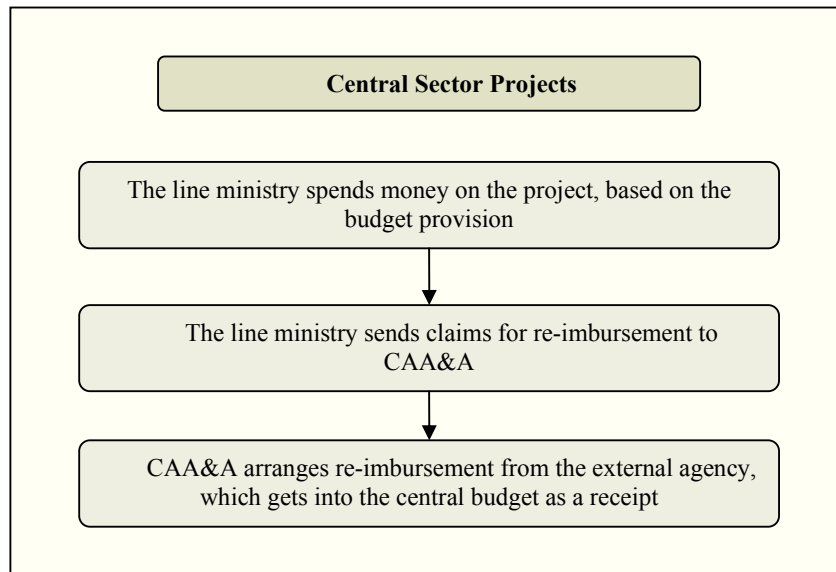 Central Sector Projects
The line ministry spends money on the project, based on the
budget provision
The line ministry sends claims for re-imbursement to
CAA&A
CAA&A arranges re-imbursement from the external agency,
which gets into the central budget as a receipt